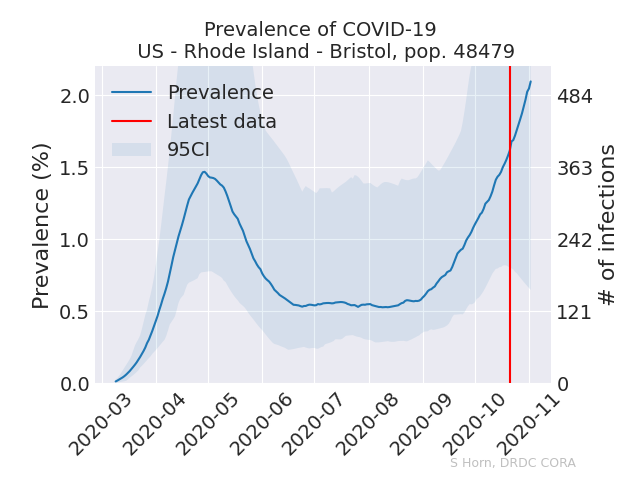 Prevalence of COVID-19
US - Rhode Island - Bristol, pop. 48479
Prevalence
Latest data
95CI
Prevalence (%)
2.0
1.5
1.0
0.5
0.0
484
363
242
121
0
# of infections
2020-03
2020-04
2020-05
2020-06
2020-07
2020-08
2020-09
2020-10
2020-11
S Horn, DRDC CORA